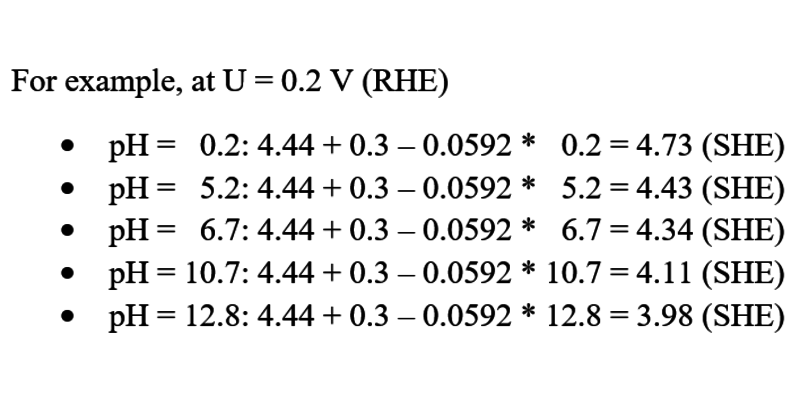 For example, at U = 0.2 V (RHE)
• pH = 0.2: 4.44 + 0.3 – 0.0592 * 0.2 = 4.73 (SHE)
• pH = 5.2: 4.44 + 0.3 – 0.0592 * 5.2 = 4.43 (SHE)
• pH = 6.7: 4.44 + 0.3 – 0.0592 * 6.7 = 4.34 (SHE)
• pH = 10.7: 4.44 + 0.3 – 0.0592 * 10.7 = 4.11 (SHE)
• pH = 12.8: 4.44 + 0.3 – 0.0592 * 12.8 = 3.98 (SHE)